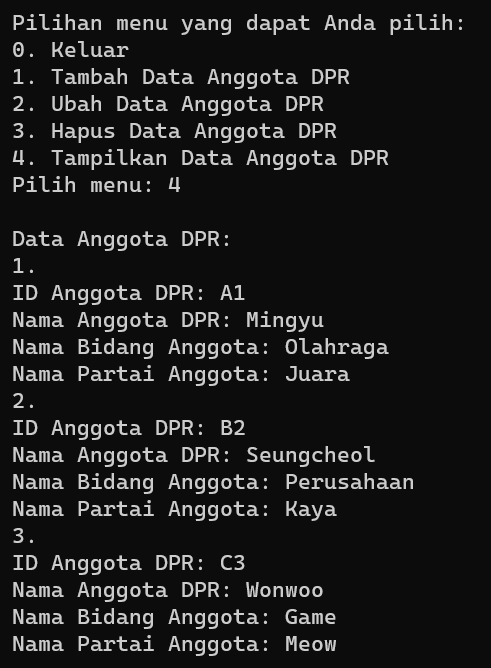 Pilihan menu yang dapat Anda pilih:
0. Keluar
1. Tambah Data Anggota DPR
2. Ubah Data Anggota DPR
3. Hapus Data Anggota DPR
4. Tampilkan Data Anggota DPR
Pilih menu: 4

Data Anggota DPR:
1.
ID Anggota DPR: A1
Nama Anggota DPR: Mingyu
Nama Bidang Anggota: Olahraga
Nama Partai Anggota: Juara
2.
ID Anggota DPR: B2
Nama Anggota DPR: Seungcheol
Nama Bidang Anggota: Perusahaan
Nama Partai Anggota: Kaya
3.
ID Anggota DPR: C3
Nama Anggota DPR: Wonwoo
Nama Bidang Anggota: Game
Nama Partai Anggota: Meow